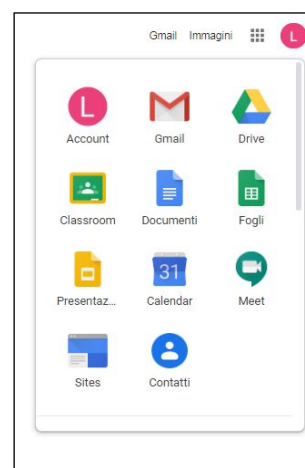 Gmail Immagini L
L
Account Gmail Drive
Classroom Documenti Fogli
31
Presentaz... Calendar Meet
Sites Contatti